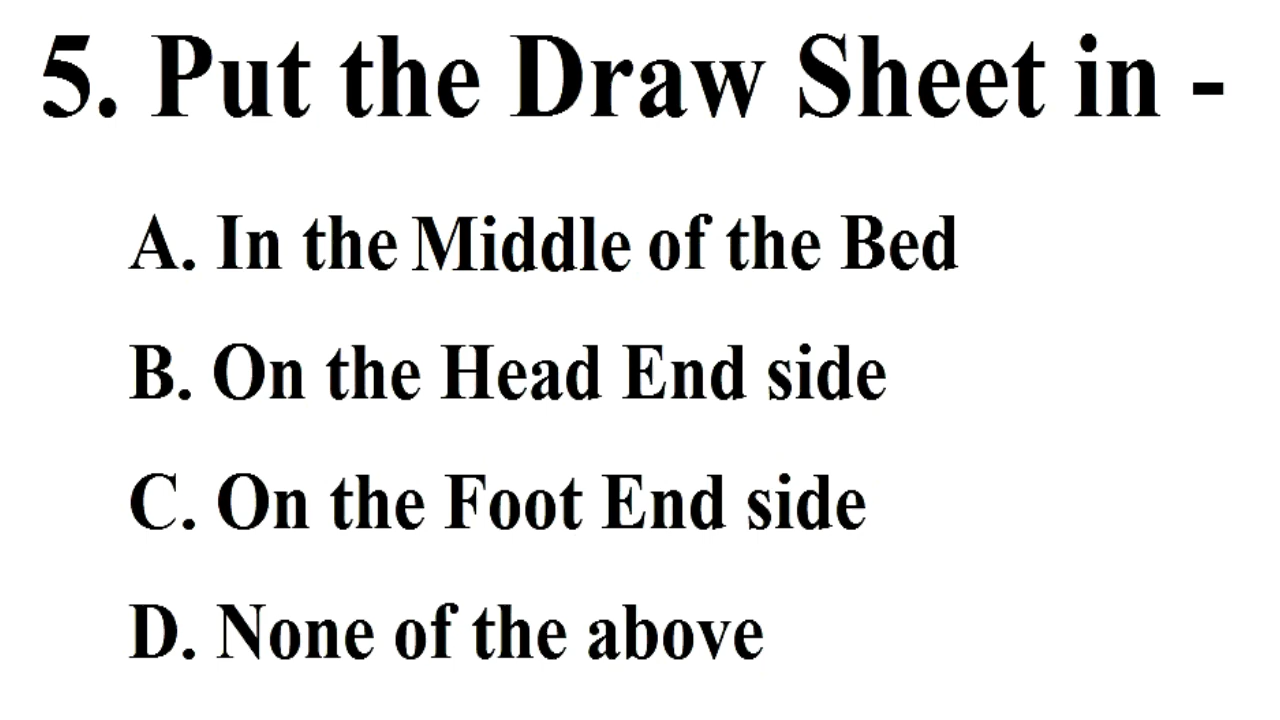 5. Put the Draw Sheet in -
A. In the Middle of the Bed
B. On the Head End side
C. On the Foot End side
D. None of the above